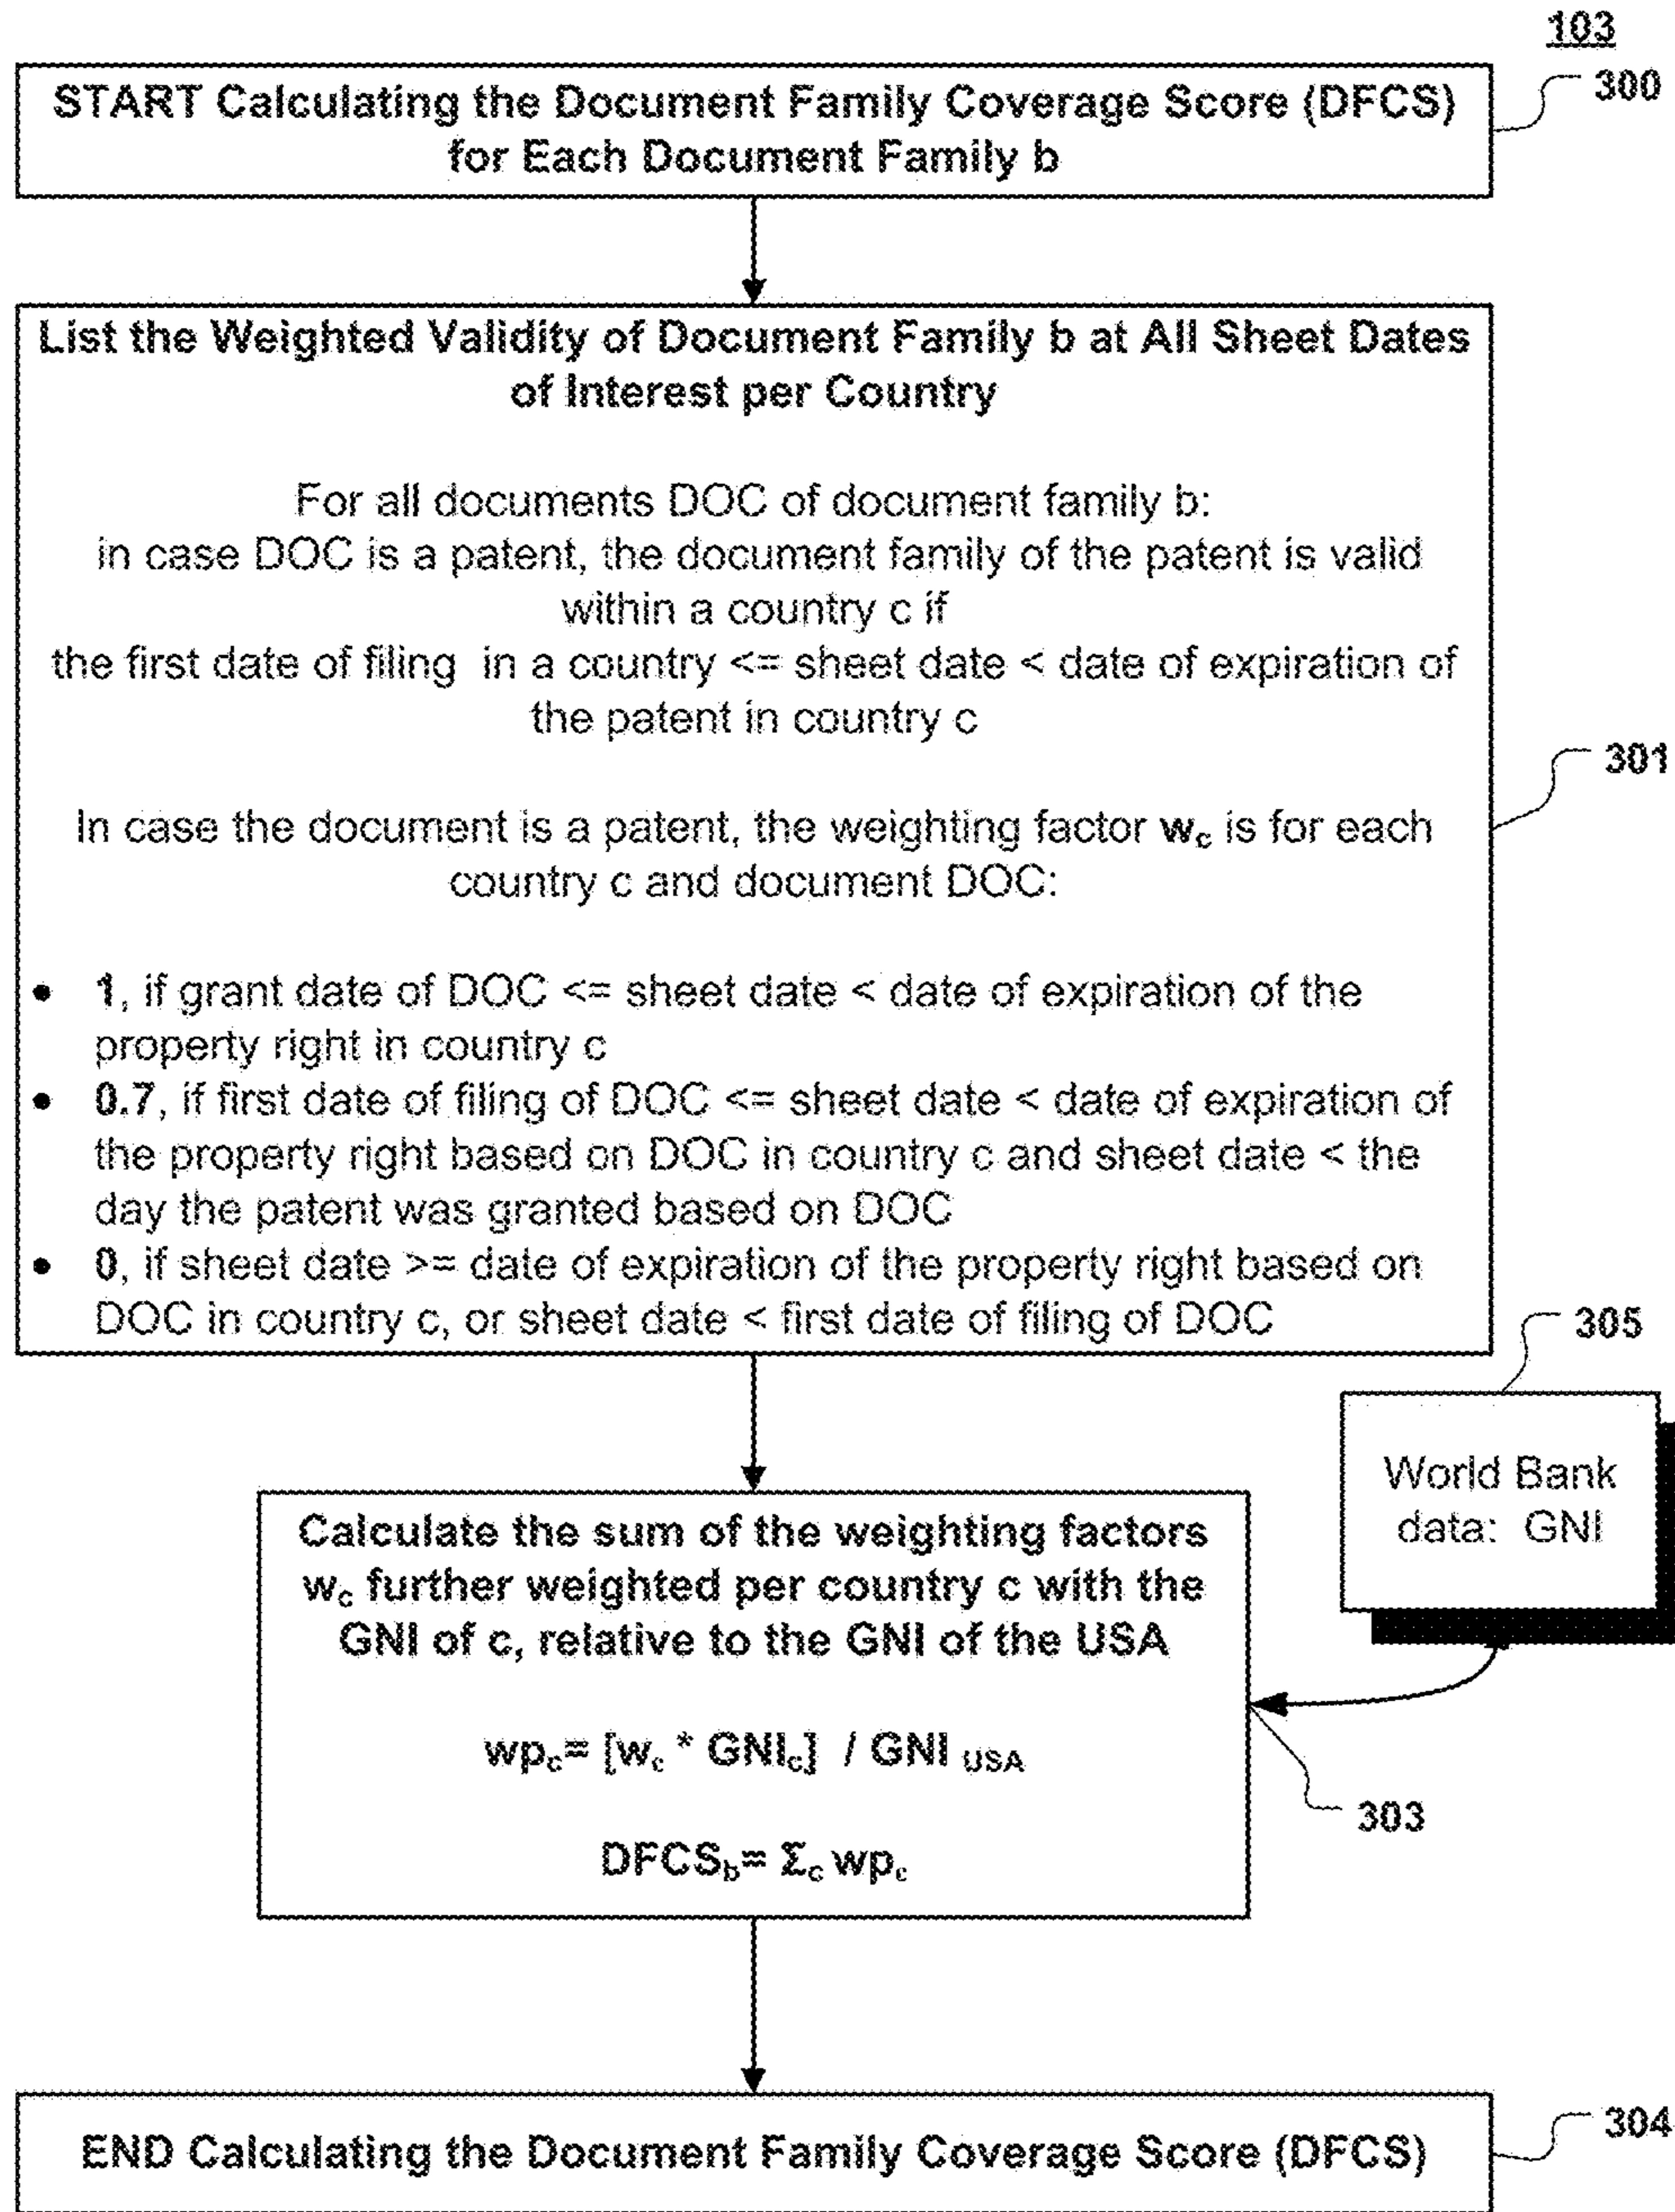 103
START Calculating the Document Family Coverage Score (DFCS)
for Each Document Family b
300
List the Weighted Validity of Document Family b at All Sheet Dates
of Interest per Country
For all documents DOC of document family b:
in case DOC is a patent, the document family of the patent is valid
within a country c if
the first date of filing in a country <= sheet date < date of expiration of
the patent in country c
301
In case the document is a patent, the weighting factor wc is for each
country c and document DOC:
• 1, if grant date of DOC <= sheet date < date of expiration of the
property right in country c
• 0.7, if first date of filing of DOC <= sheet date < date of expiration of
the property right based on DOC in country c and sheet date < the
day the patent was granted based on DOC
• 0, if sheet date >= date of expiration of the property right based on
DOC in country c, or sheet date < first date of filing of DOC
305
World Bank
data: GNI
Calculate the sum of the weighting factors
wc further weighted per country c with the
GNI of c, relative to the GNI of the USA
wpc= [wc * GNIc] / GNI USA
303
DFCSb= Σc wpc
END Calculating the Document Family Coverage Score (DFCS)
304